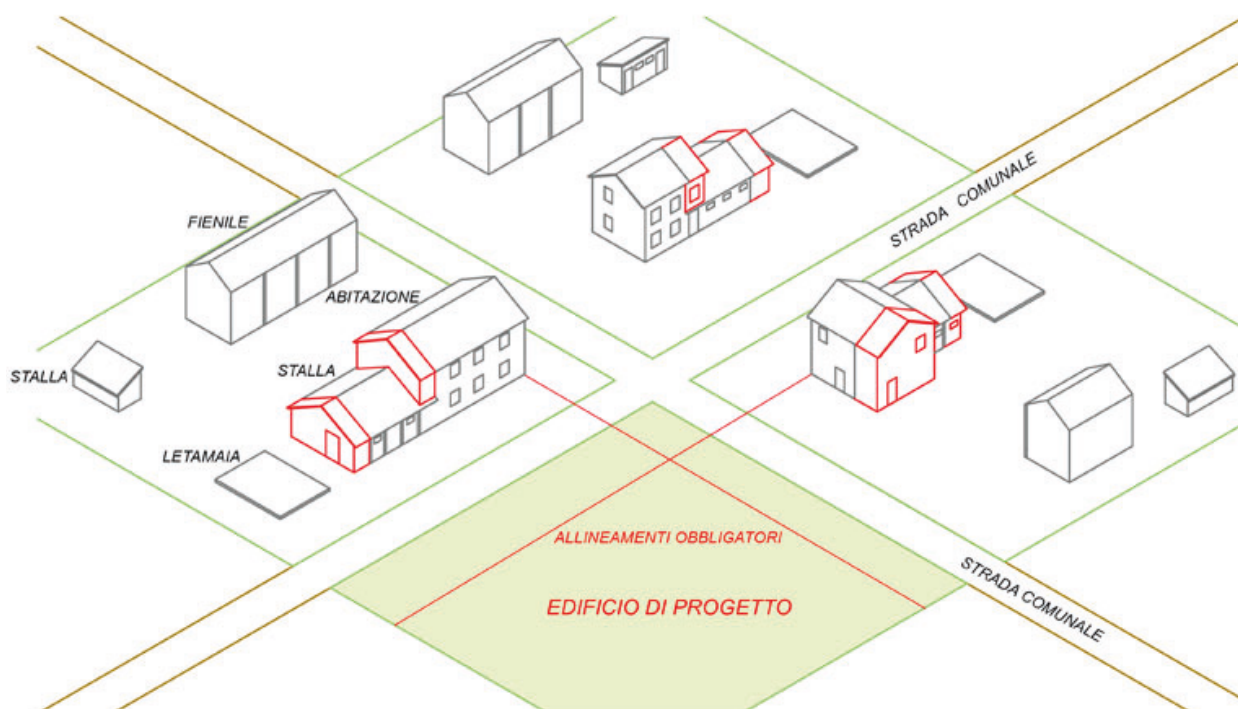 STRADA COMUNALE
FIENILE
ABITAZIONE
STALLA
STALLA
LETAMAIA
ALLINEAMENTI OBBLIGATORI
EDIFICIO DI PROGETTO
STRADA COMUNALE